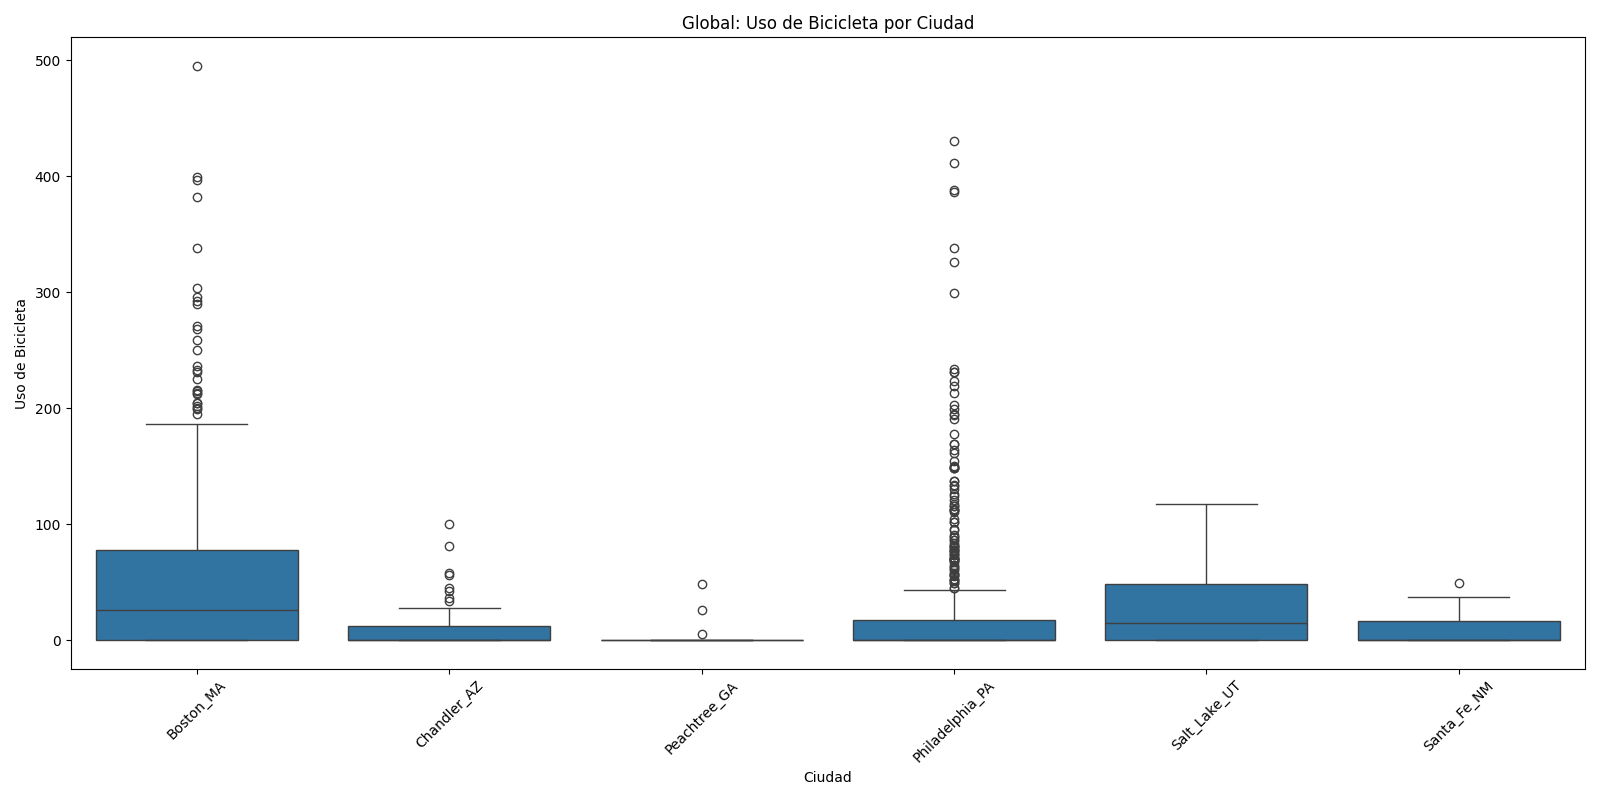 Global: Uso de Bicicleta por Ciudad
Uso de Bicicleta
500
400
300
200
100
0
Boston_MA
Chandler_AZ
Peachtree_GA
Philadelphia_PA
Salt_Lake_UT
Santa_Fe_NM
Ciudad